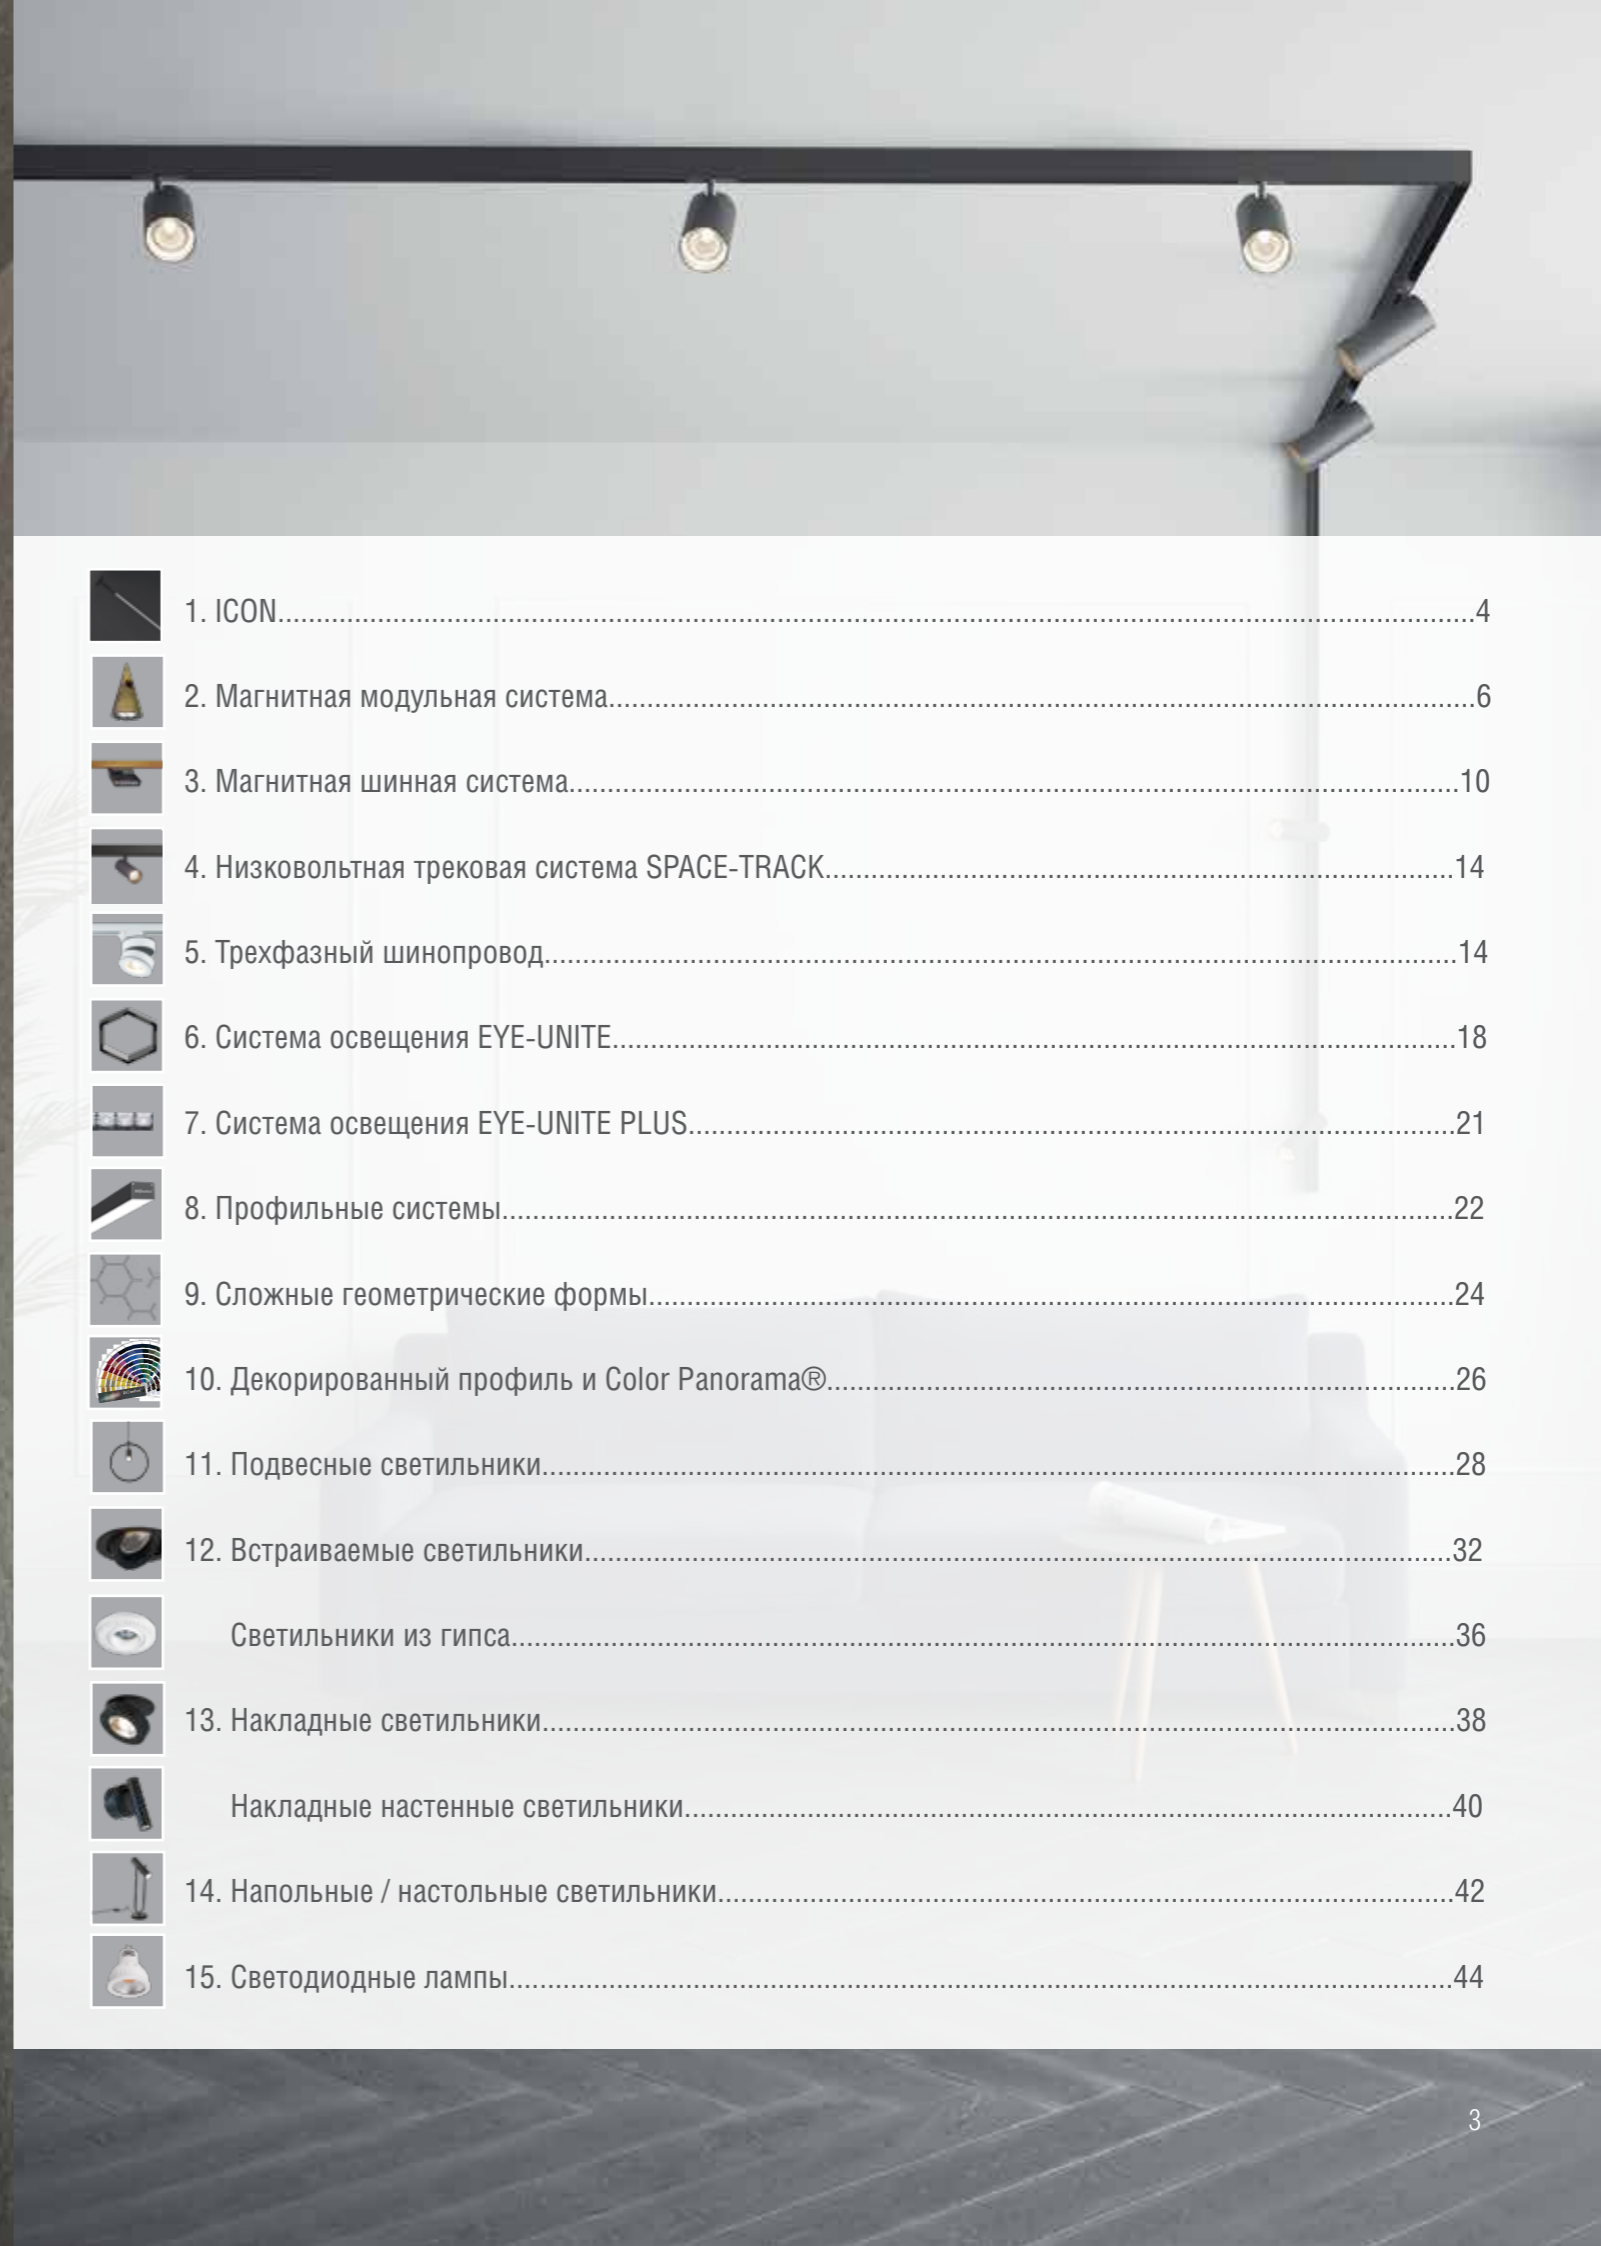 1. ICON........................................4
2. Магнитная модульная система........................................6
3. Магнитная шинная система........................................10
4. Низковольтная трековая система SPACE-TRACK........................................14
5. Трехфазный шинопровод........................................14
6. Система освещения EYE-UNITE........................................18
7. Система освещения EYE-UNITE PLUS........................................21
8. Профильные системы........................................22
9. Сложные геометрические формы........................................24
10. Декорированный профиль и Color Panorama®........................................26
11. Подвесные светильники........................................28
12. Встраиваемые светильники........................................32
Светильники из гипса........................................36
13. Накладные светильники........................................38
Накладные настенные светильники........................................40
14. Напольные / настольные светильники........................................42
15. Светодиодные лампы........................................44
3